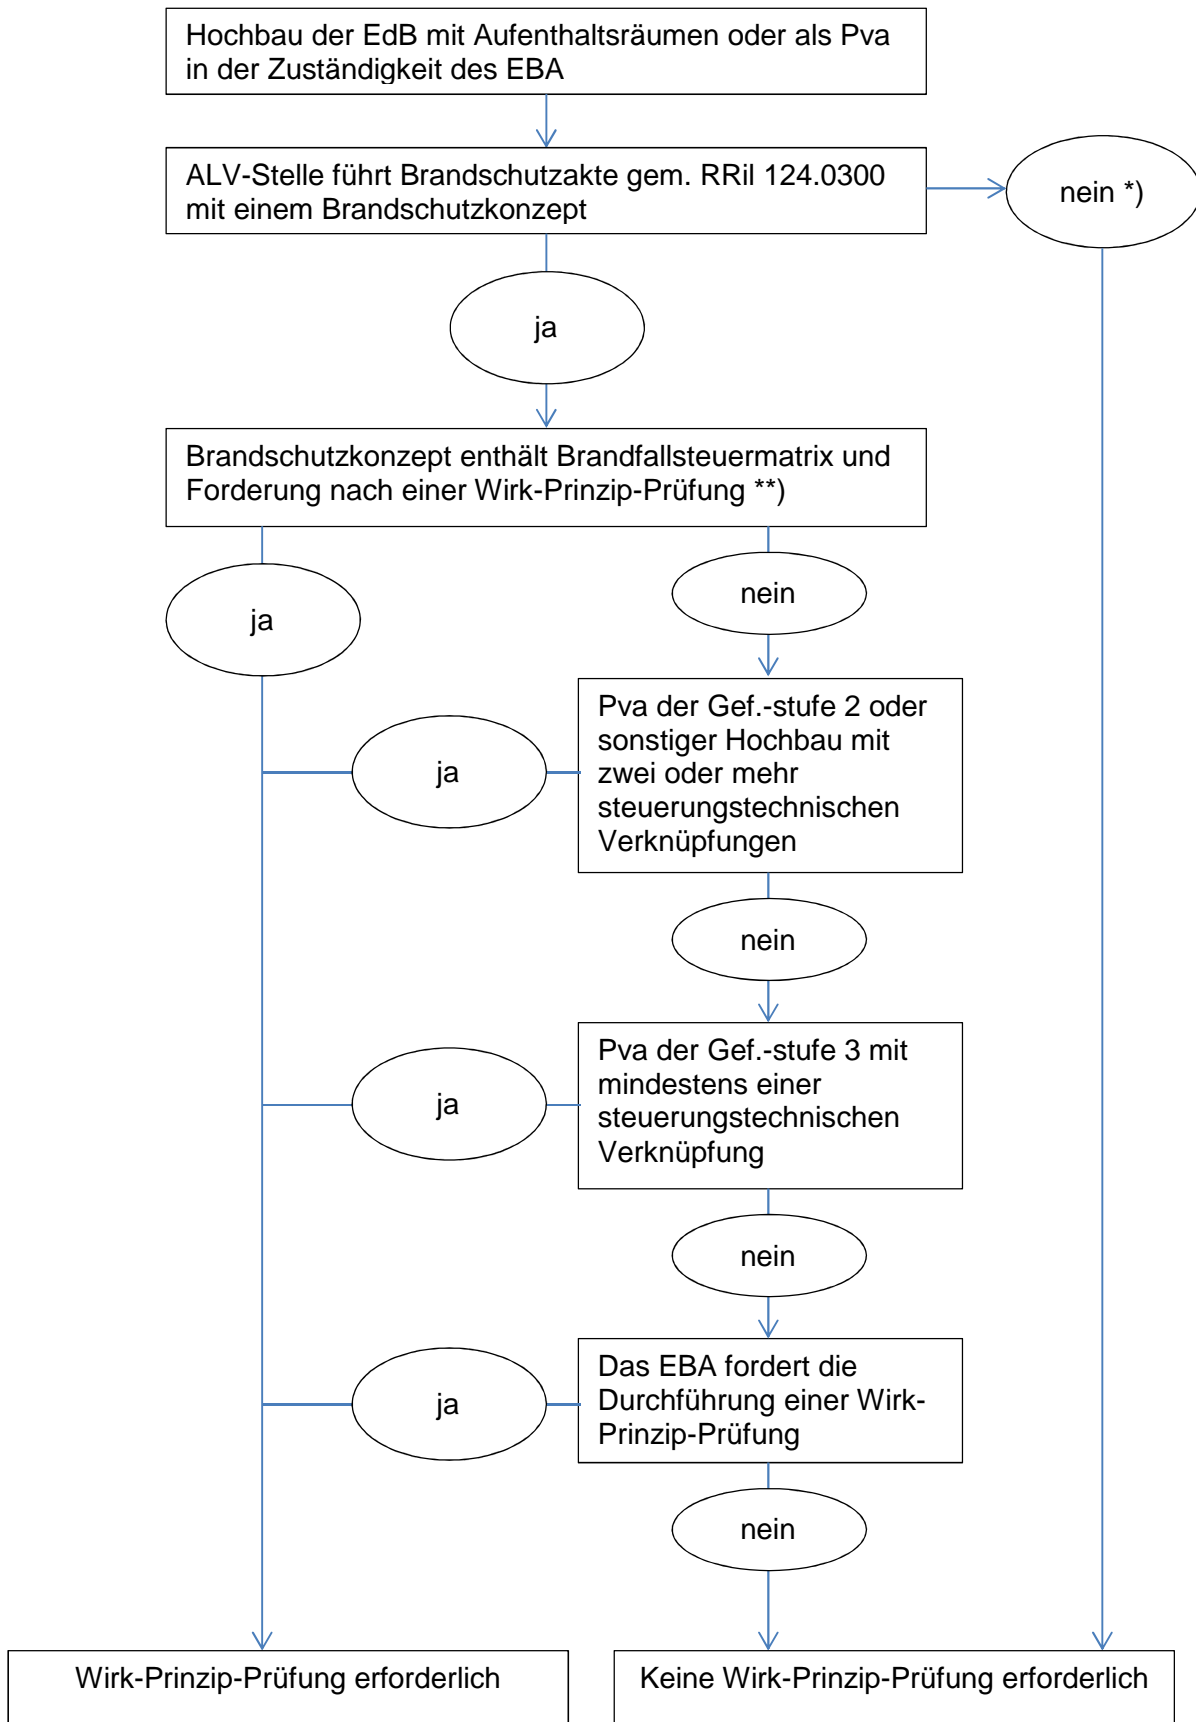 Hochbau der EdB mit Aufenthaltsräumen oder als Pva
in der Zuständigkeit des EBA
ALV-Stelle führt Brandschutzakte gem. RRil 124.0300
mit einem Brandschutzkonzept
nein *)
ja
Brandschutzkonzept enthält Brandfallsteuermatrix und
Forderung nach einer Wirk-Prinzip-Prüfung **)
ja
nein
Pva der Gef.-stufe 2 oder
sonstiger Hochbau mit
zwei oder mehr
steuerungstechnischen
Verknüpfungen
ja
nein
Pva der Gef.-stufe 3 mit
mindestens einer
steuerungstechnischen
Verknüpfung
ja
nein
Das EBA fordert die
Durchführung einer Wirk-
Prinzip-Prüfung
ja
nein
Wirk-Prinzip-Prüfung erforderlich
Keine Wirk-Prinzip-Prüfung erforderlich